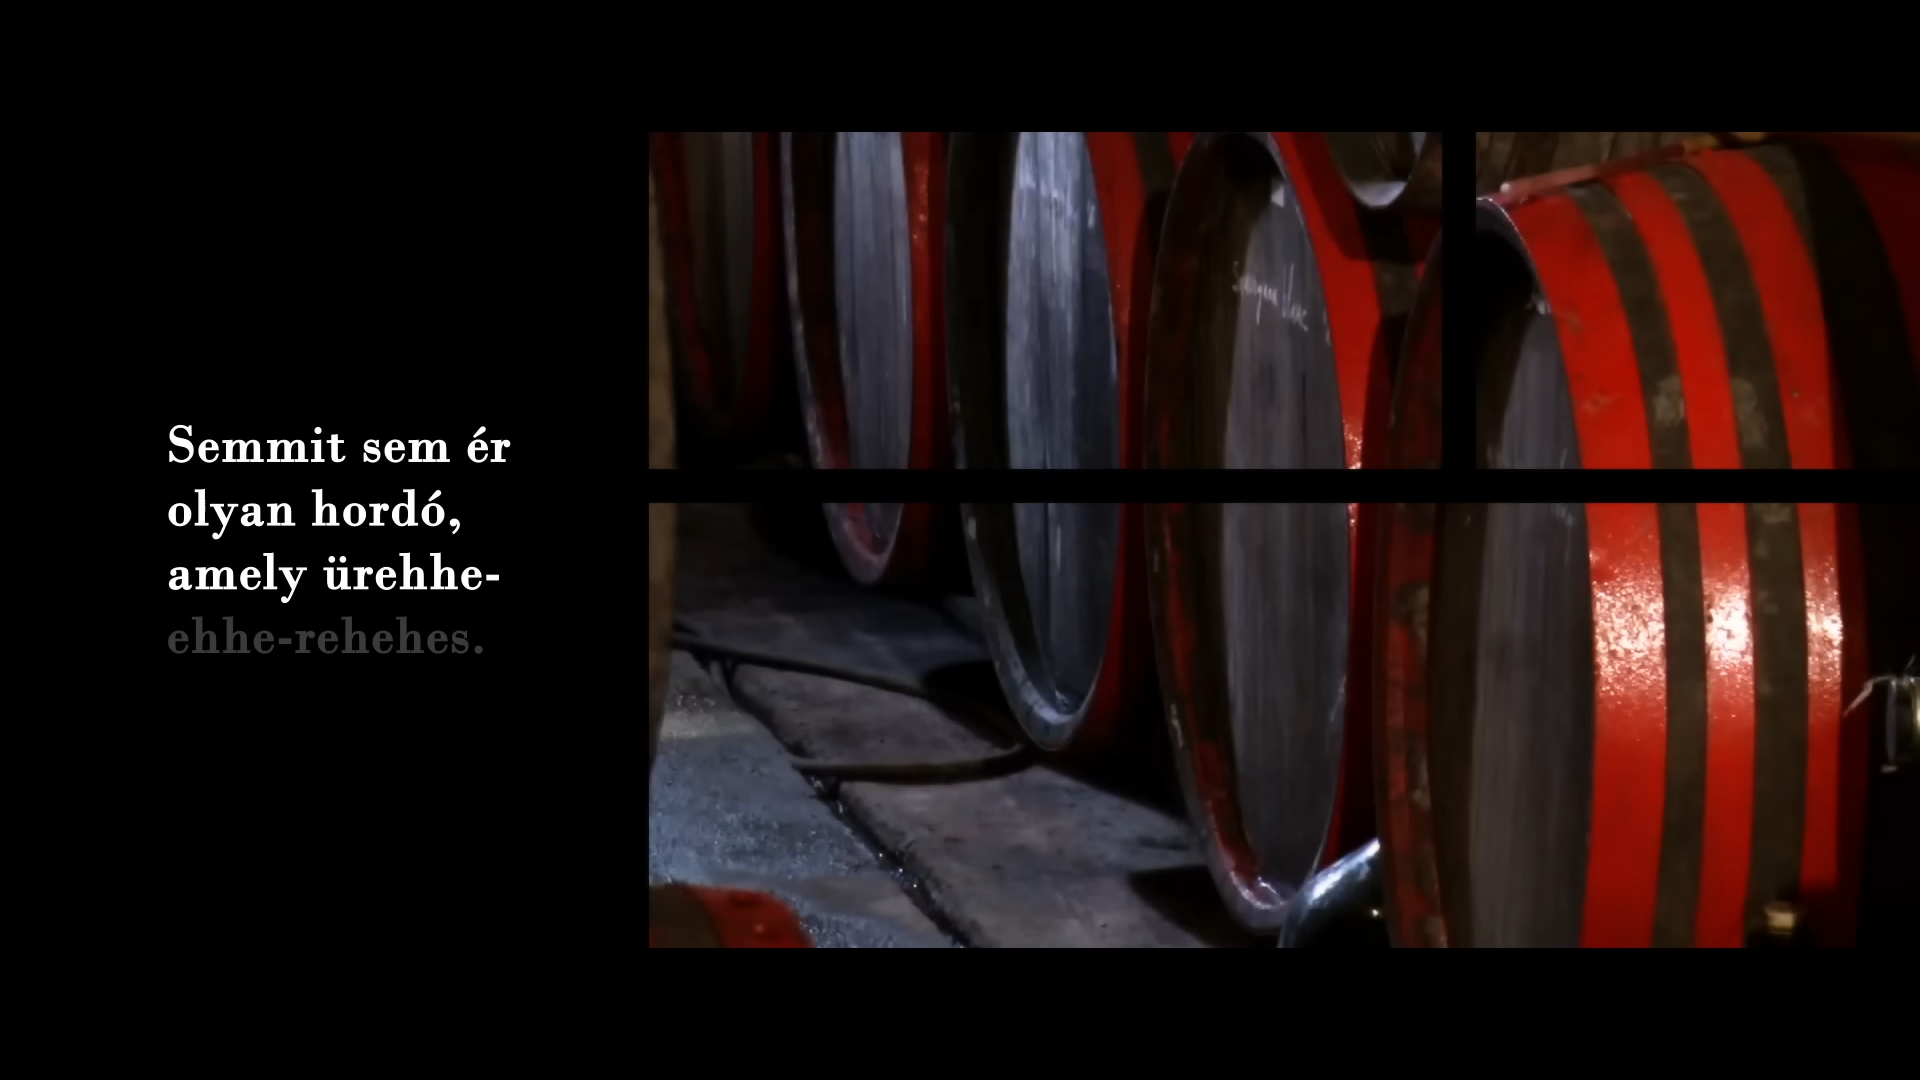 Semmit sem ér
olyan hordó,
amely ürehhe-
ehhe-rehehes.